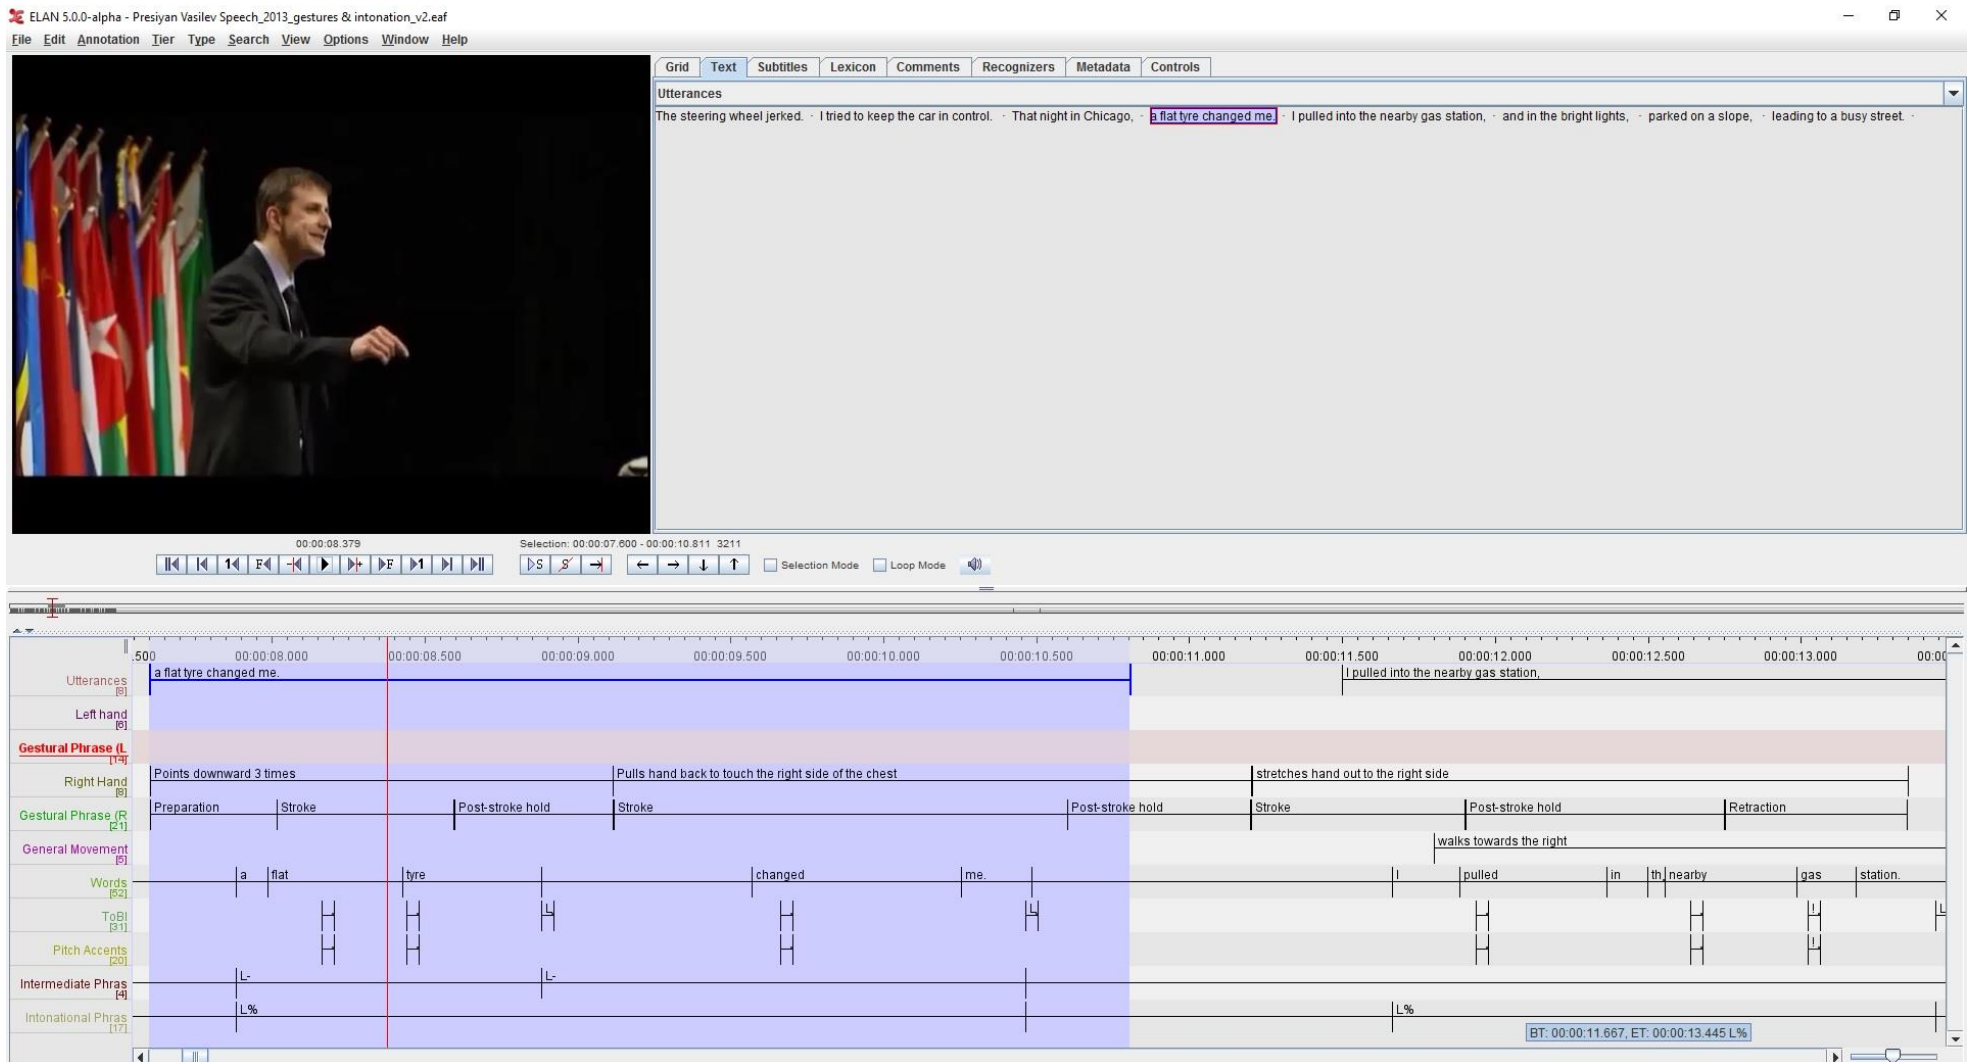 ELAN 5.0.0-alpha - Presiyan Vasilev Speech_2013_gestures & intonation_v2.eaf
File Edit Annotation Tier Type Search View Options Window Help
Grid Text Subtitles Lexicon Comments Recognizers Metadata Controls
Utterances
The steering wheel jerked. · I tried to keep the car in control. · That night in Chicago, · a flat tyre changed me. · I pulled into the nearby gas station, · and in the bright lights, · parked on a slope, · leading to a busy street. ·
00:00:08.379 Selection: 00:00:07.600 - 00:00:10.811 3211
1 F F 1 S S Selection Mode Loop Mode
.500 00:00:08.000 00:00:08.500 00:00:09.000 00:00:09.500 00:00:10.000 00:00:10.500 00:00:11.000 00:00:11.500 00:00:12.000 00:00:12.500 00:00:13.000 00:00
Utterances [8] a flat tyre changed me. I pulled into the nearby gas station,
Left hand [6]
Gestural Phrase (L [14]
Right Hand [8] Points downward 3 times Pulls hand back to touch the right side of the chest stretches hand out to the right side
Gestural Phrase (R [21] Preparation Stroke Post-stroke hold Stroke Post-stroke hold Stroke Post-stroke hold Retraction
General Movement [5] walks towards the right
Words [52] a flat tyre changed me. I pulled in th. nearby gas station.
ToBI [31] L L ! L
Pitch Accents [20] !
Intermediate Phras [4] L- L-
Intonational Phras [17] L% L%
BT: 00:00:11.667, ET: 00:00:13.445 L%